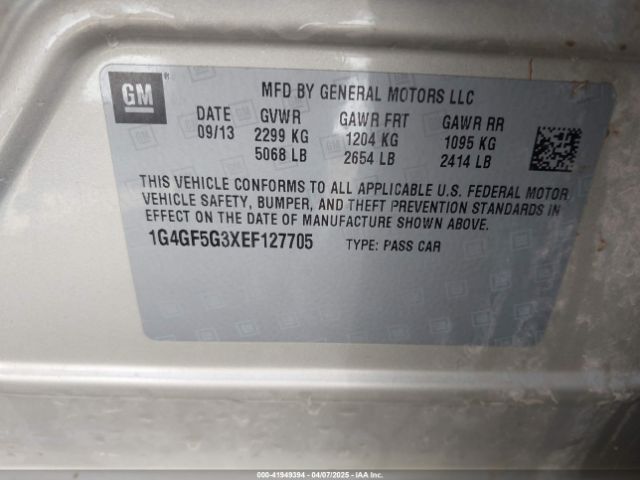 GM ®
MFD BY GENERAL MOTORS LLC
DATE GVWR GAWR FRT GAWR RR
09/13 2299 KG 1204 KG 1095 KG
5068 LB 2654 LB 2414 LB
THIS VEHICLE CONFORMS TO ALL APPLICABLE U.S. FEDERAL MOTOR
VEHICLE SAFETY, BUMPER, AND THEFT PREVENTION STANDARDS IN
EFFECT ON THE DATE OF MANUFACTURE SHOWN ABOVE.
1G4GF5G3XEF127705 TYPE: PASS CAR
000-41949394 | 04/07/2025 - IAA Inc.